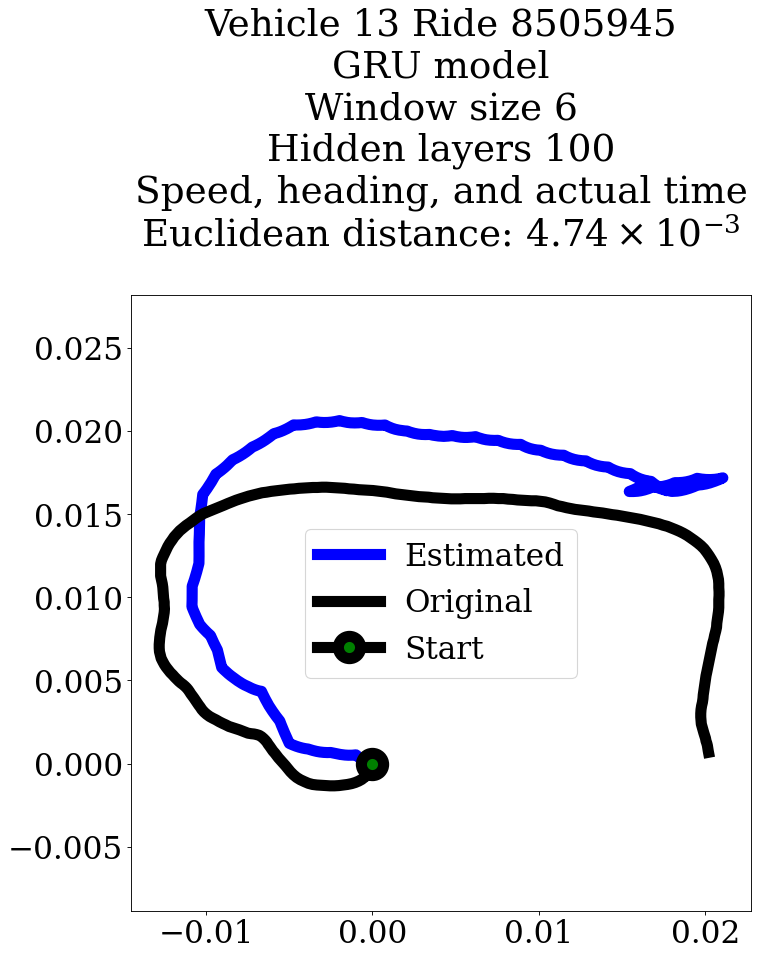 Vehicle 13 Ride 8505945
GRU model
Window size 6
Hidden layers 100
Speed, heading, and actual time
Euclidean distance: 4.74 × 10⁻³
0.025
0.020
0.015
0.010
0.005
0.000
−0.005
Estimated
Original
Start
−0.01
0.00
0.01
0.02